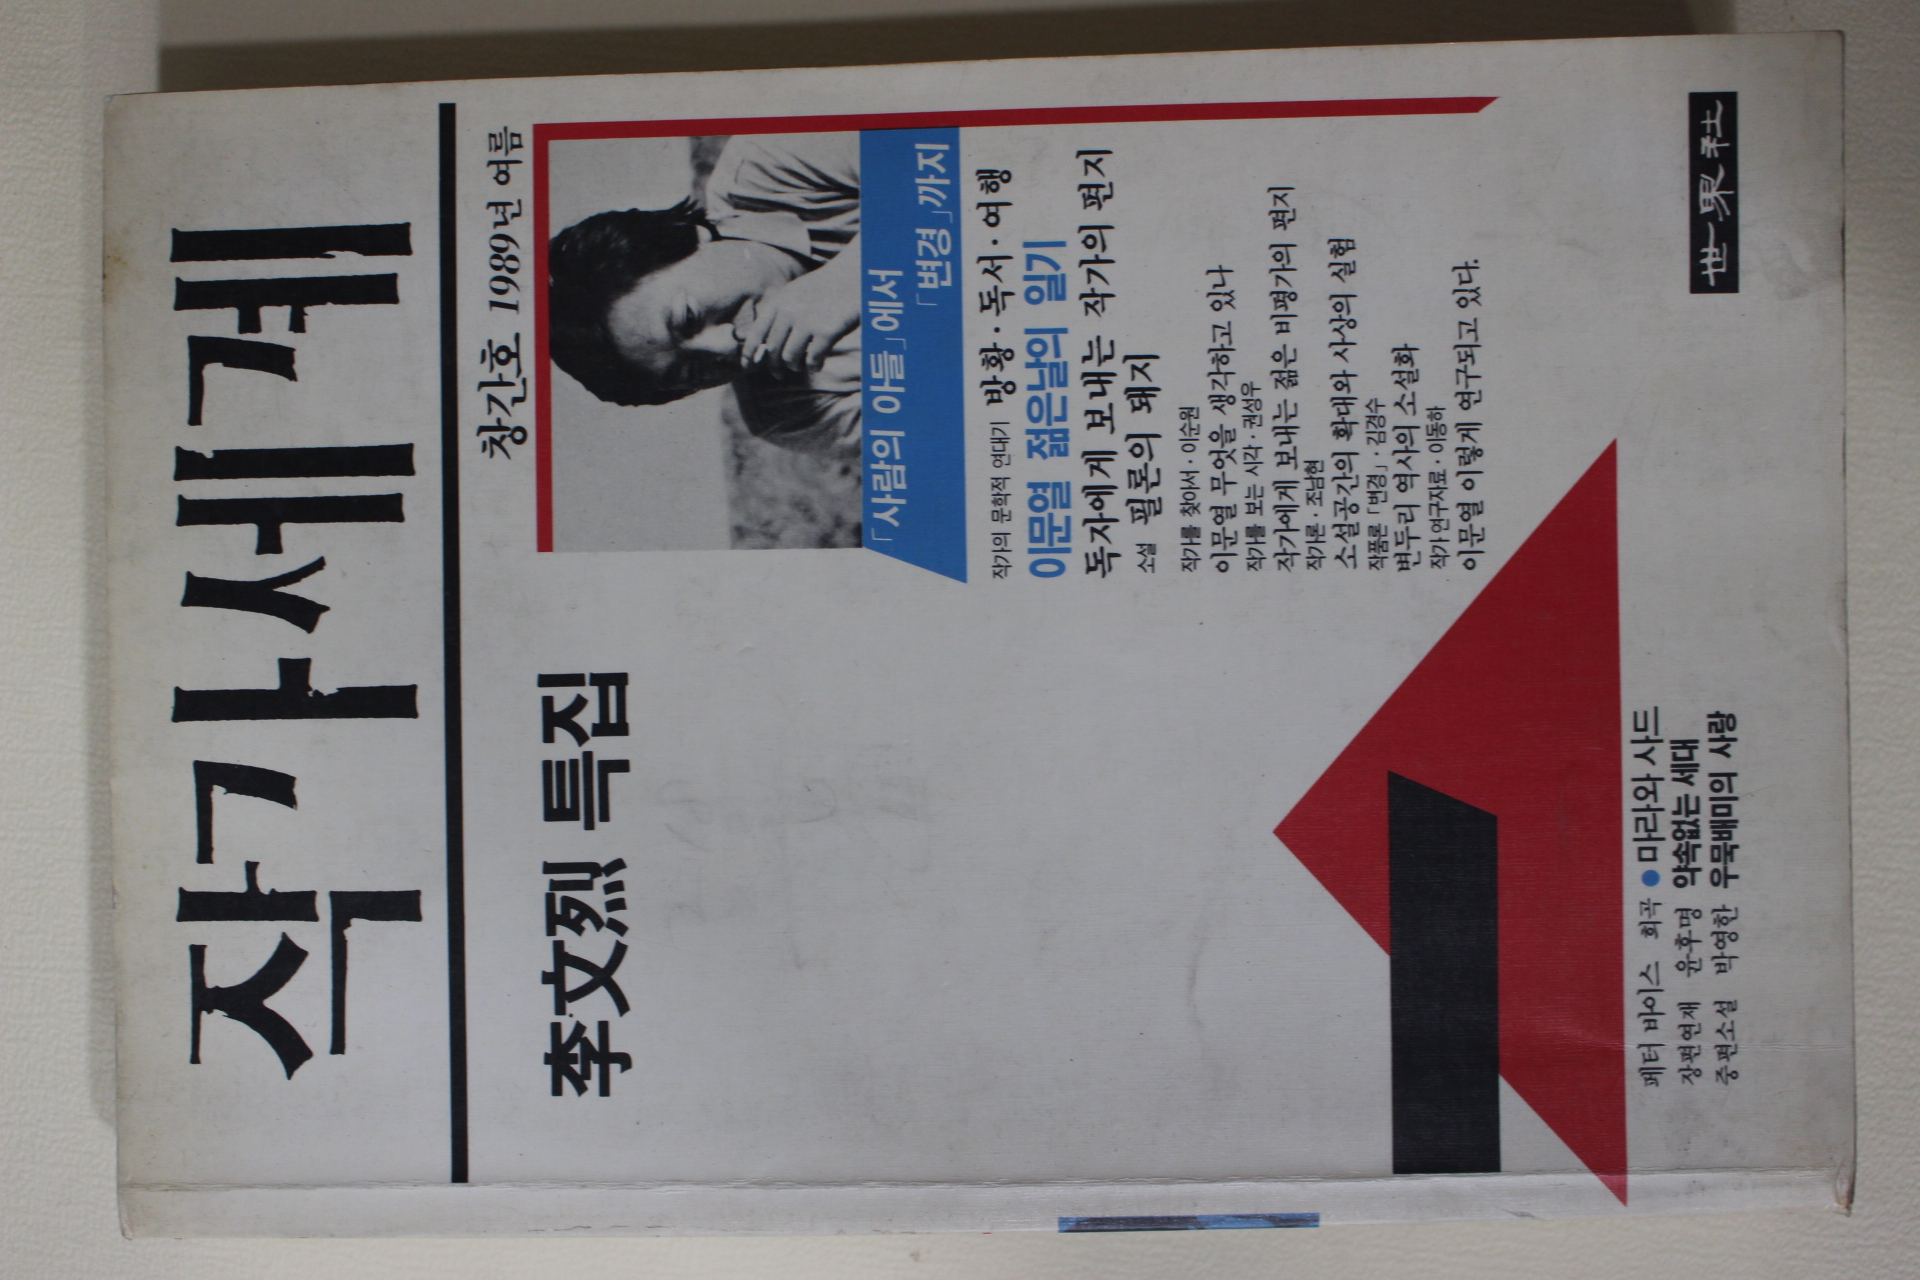 작가세계
창간호 1989년 여름
李文烈 특집
「사람의 아들」에서
「변경」까지
작가의 문학적 연대기 방황·독서·여행
이문열 젊은날의 일기
독자에게 보내는 작가의 편지
소설 필론의 돼지
작가를 찾아서·이순원
이문열 무엇을 생각하고 있나
작가를 보는 시각·권성우
작가에게 보내는 젊은 비평가의 편지
작가론·조남현
소설공간의 확대와 사상의 실험
작품론「변경」·김경수
변두리 역사의 소설화
작가 연구자료·이동하
이문열 이렇게 연구되고 있다.
페터 바이스 희곡 ● 마라와 사드
장편연재 윤후명 약속없는 세대
중편소설 박영한 우묵배미의 사랑
世界社